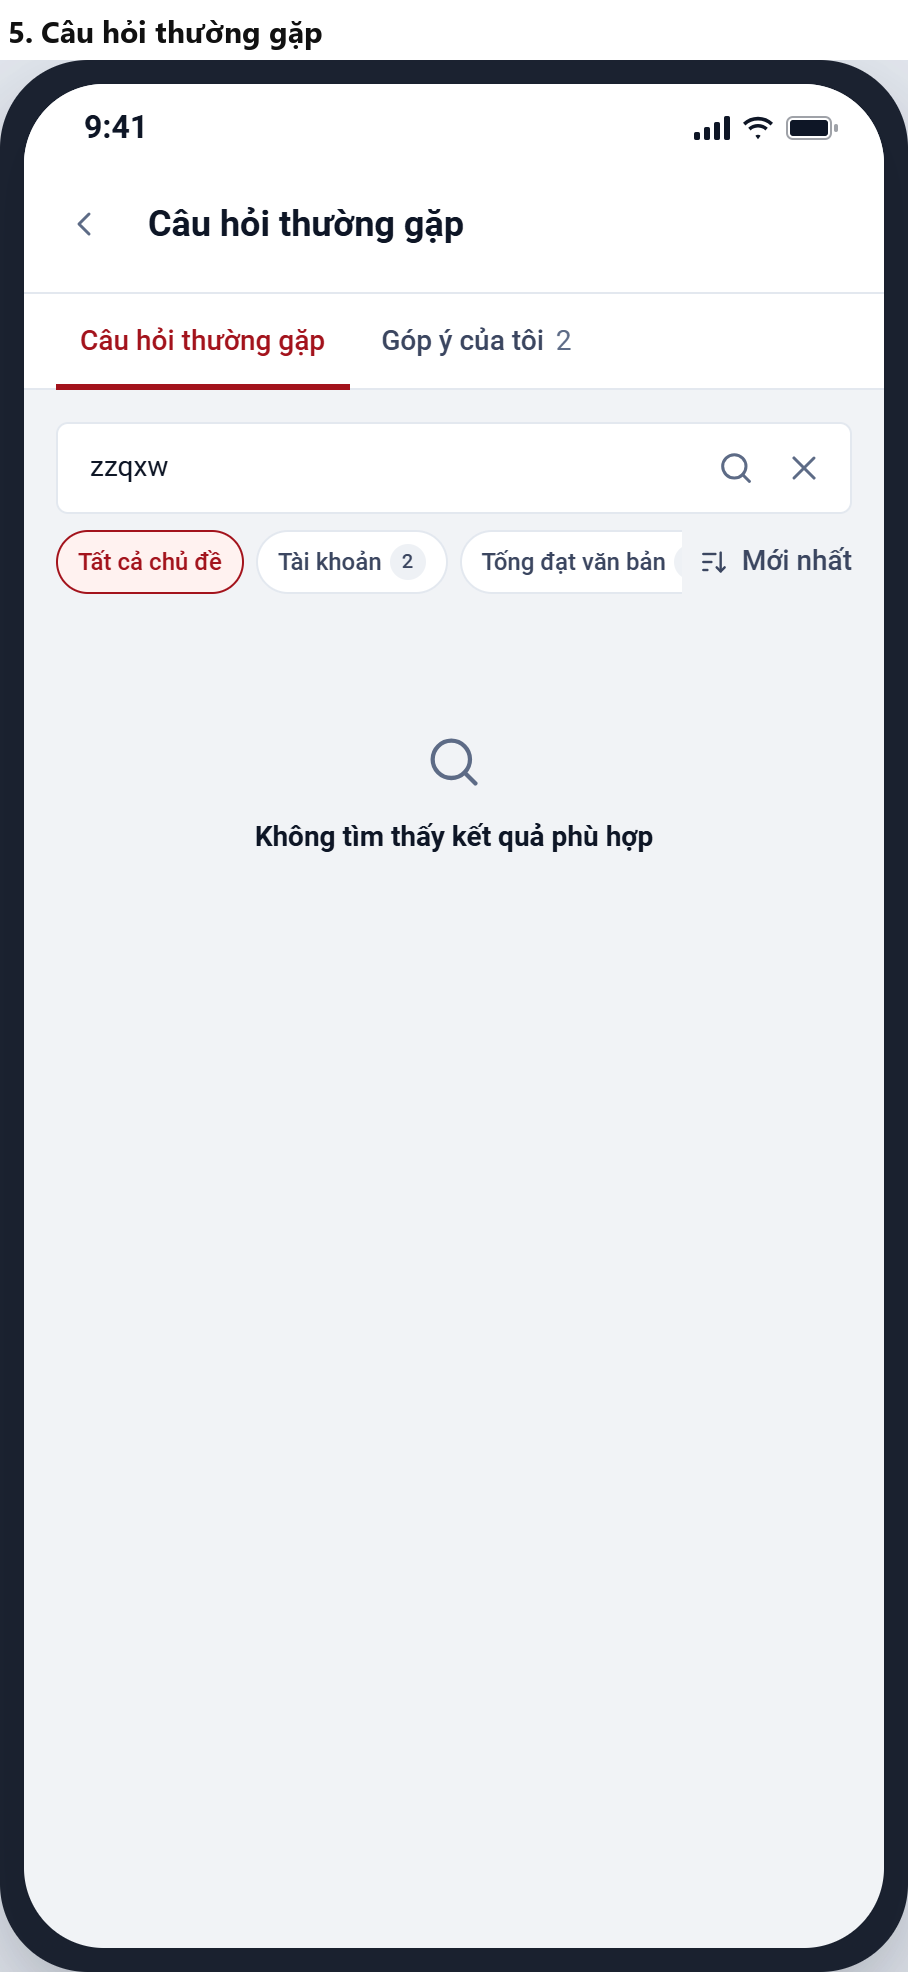 5. Câu hỏi thường gặp
9:41
Câu hỏi thường gặp
Câu hỏi thường gặp Góp ý của tôi 2
zzqxw
Tất cả chủ đề Tài khoản 2 Tống đạt văn bản Mới nhất
Không tìm thấy kết quả phù hợp